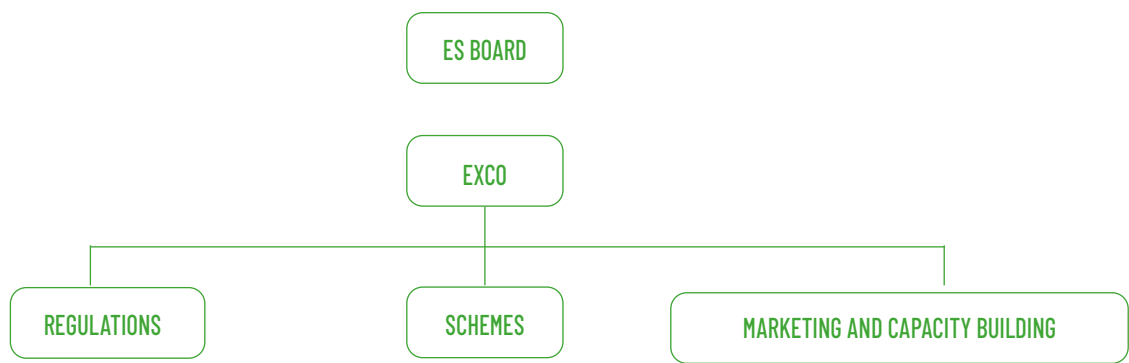 ES BOARD
EXCO
REGULATIONS
SCHEMES
MARKETING AND CAPACITY BUILDING